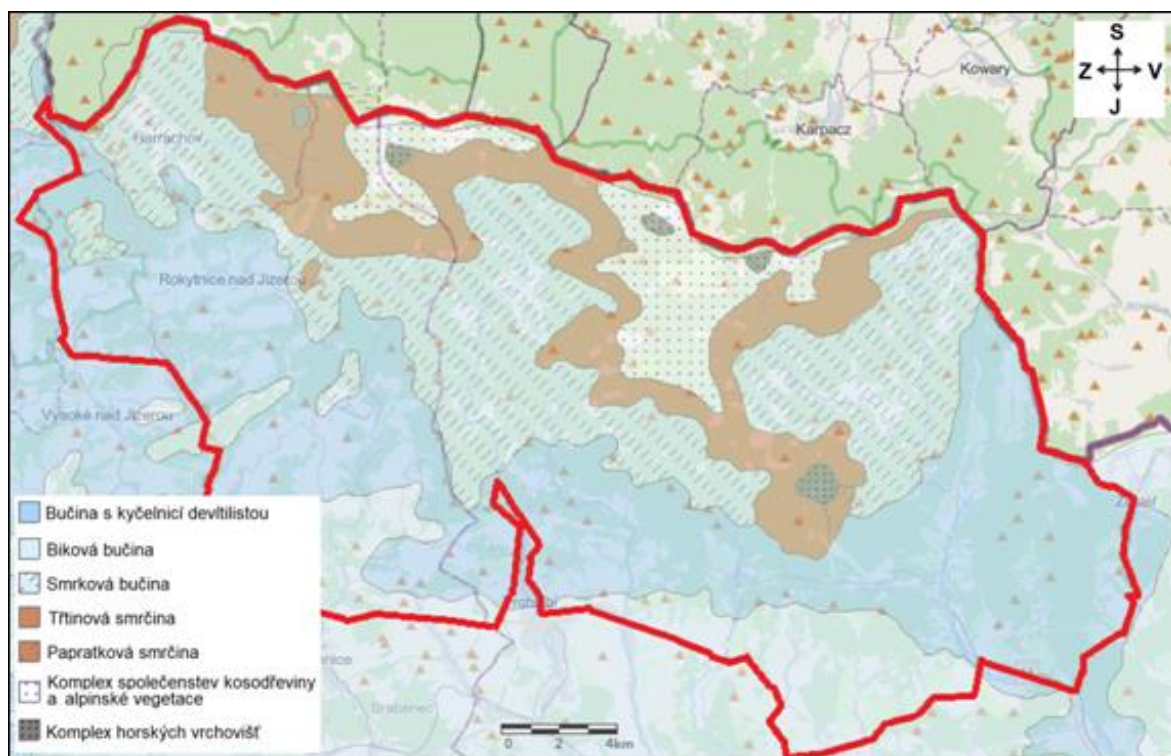 S
Kowary
Z V
Karpacz
J
Harrachov
Rokytnice nad Jizerou
Vysoké nad Jizerou
Bučina s kyčelnicí devítilistou
Biková bučina
Smrková bučina
Třtinová smrčina
Papratková smrčina
Komplex společenstev kosodřeviny
a alpinské vegetace
Komplex horských vrchovišť
0 2 4km